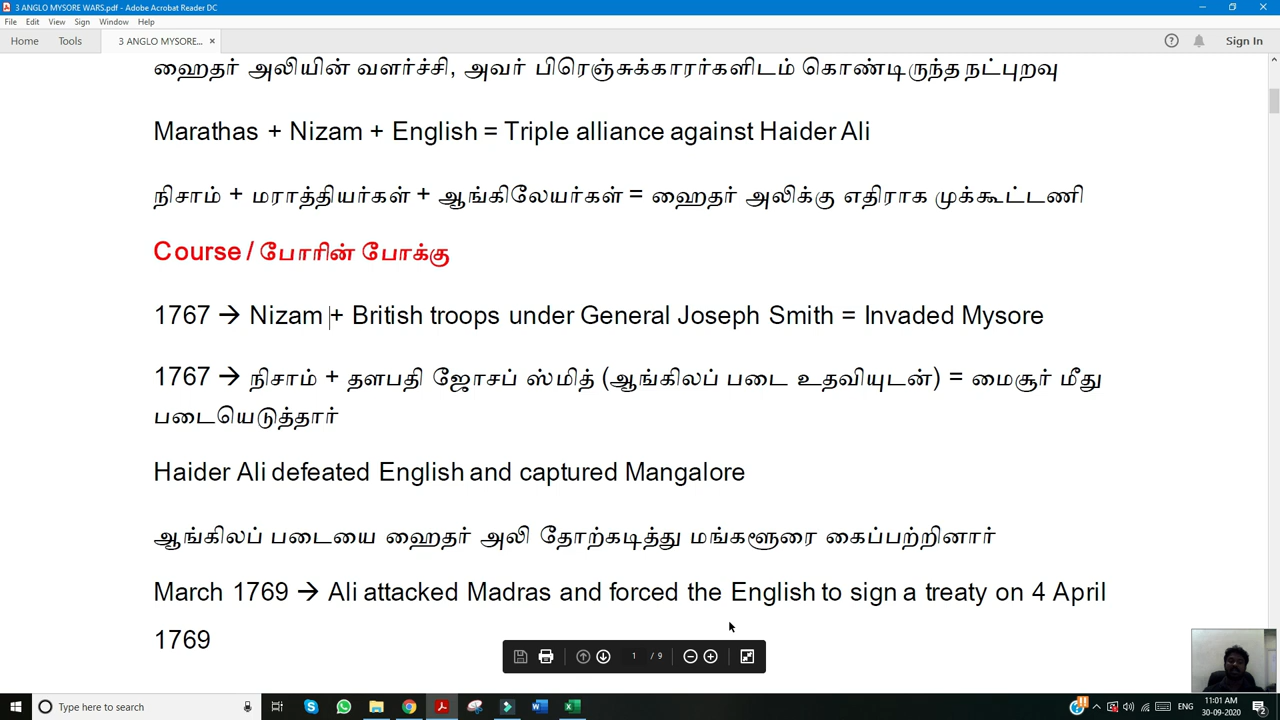 3 ANGLO MYSORE WARS.pdf - Adobe Acrobat Reader DC
File Edit View Sign Window Help
Home Tools 3 ANGLO MYSORE... × Sign In
ஹைதர் அலியின் வளர்ச்சி, அவர் பிரெஞ்சுக்காரர்களிடம் கொண்டிருந்த நட்புறவு
Marathas + Nizam + English = Triple alliance against Haider Ali
நிசாம் + மராத்தியர்கள் + ஆங்கிலேயர்கள் = ஹைதர் அலிக்கு எதிராக முக்கூட்டணி
Course / போரின் போக்கு
1767 → Nizam + British troops under General Joseph Smith = Invaded Mysore
1767 → நிசாம் + தளபதி ஜோசப் ஸ்மித் (ஆங்கிலப் படை உதவியுடன்) = மைசூர் மீது
படையெடுத்தார்
Haider Ali defeated English and captured Mangalore
ஆங்கிலப் படையை ஹைதர் அலி தோற்கடித்து மங்களூரை கைப்பற்றினார்
March 1769 → Ali attacked Madras and forced the English to sign a treaty on 4 April
1769
1 / 9
Type here to search
ENG 11:01 AM
30-09-2020